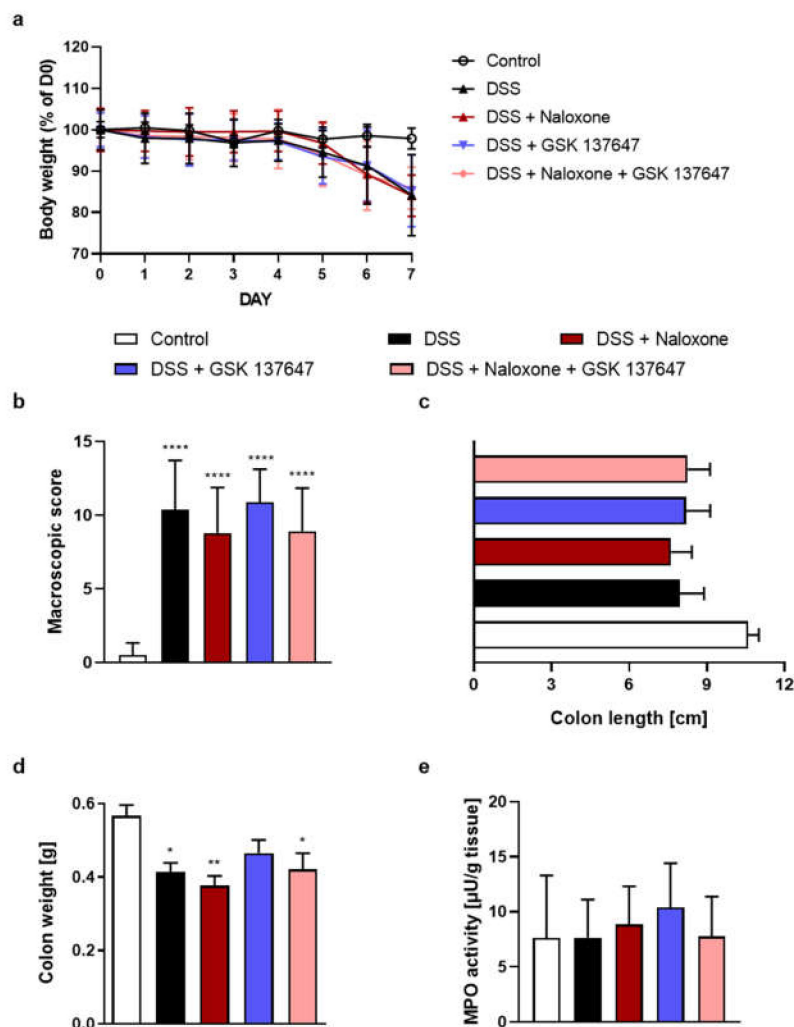 a
120
110
100
90
80
70
Body weight (% of D0)
0 1 2 3 4 5 6 7
DAY
Control
DSS
DSS + Naloxone
DSS + GSK 137647
DSS + Naloxone + GSK 137647
Control DSS DSS + Naloxone
DSS + GSK 137647 DSS + Naloxone + GSK 137647
b
15
10
5
0
Macroscopic score
**** **** **** ****
c
0 3 6 9 12
Colon length [cm]
d
0.6
0.4
0.2
0.0
Colon weight [g]
* ** *
e
20
15
10
5
0
MPO activity [µU/g tissue]